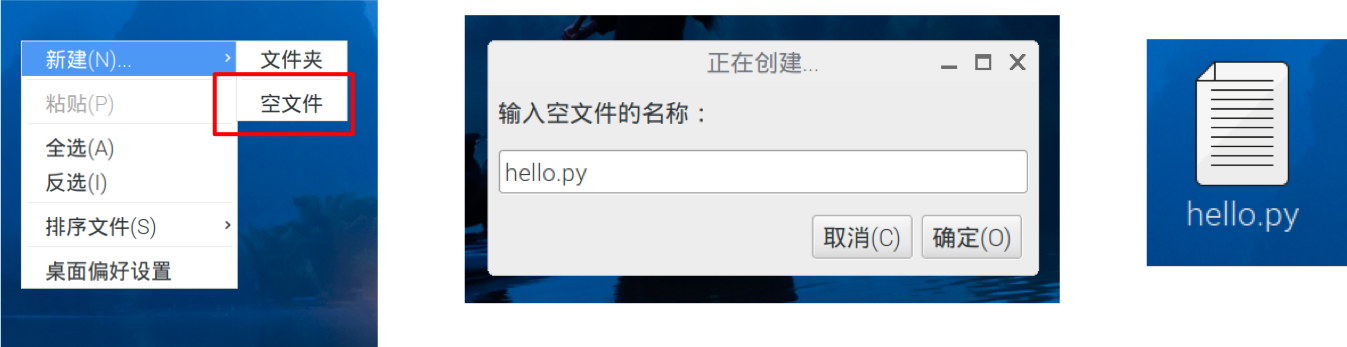 新建(N)...
文件夹
空文件
粘贴(P)
全选(A)
反选(I)
排序文件(S)
桌面偏好设置
正在创建...
输入空文件的名称：
hello.py
取消(C)
确定(O)
hello.py